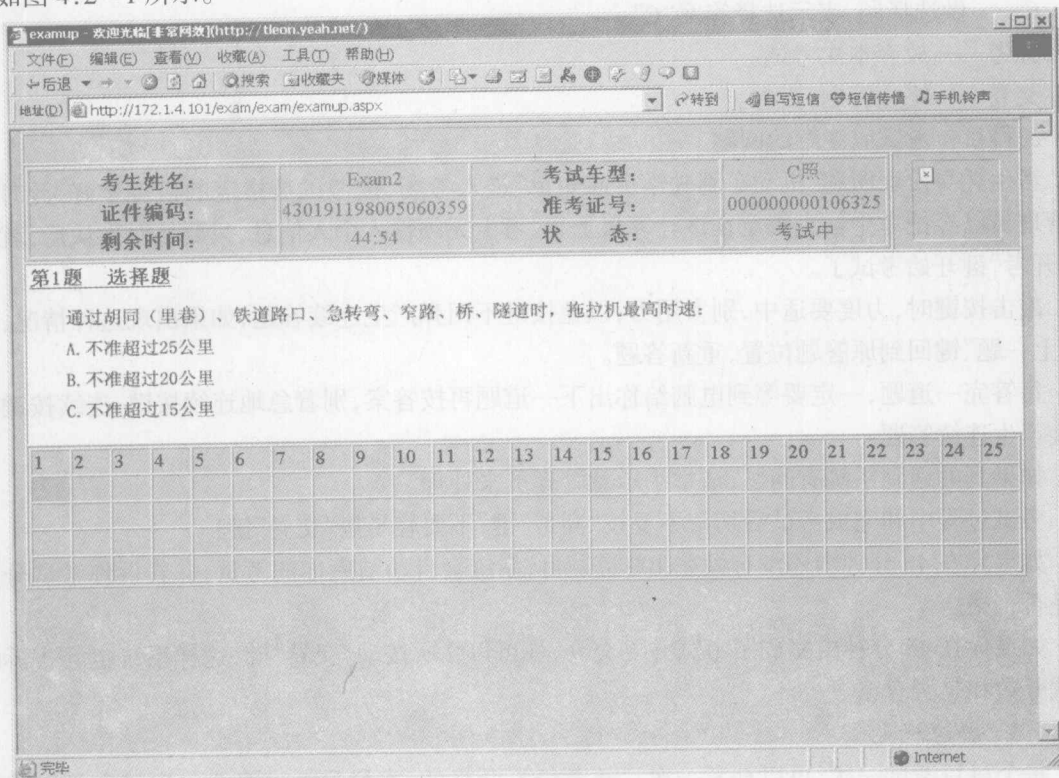 如图4.2-1所示。
examup - 欢迎光临[非常网效](http://tleon.yeah.net/)
文件(F) 编辑(E) 查看(V) 收藏(A) 工具(T) 帮助(H)
后退 搜索 收藏夹 媒体
地址(D) http://172.1.4.101/exam/exam/examup.aspx 转到 自写短信 短信传情 手机铃声
考生姓名: Exam2 考试车型: C照
证件编码: 430191198005060359 准考证号: 000000000106325
剩余时间: 44:54 状 态: 考试中
第1题 选择题
通过胡同(里巷)、铁道路口、急转弯、窄路、桥、隧道时,拖拉机最高时速:
A.不准超过25公里
B.不准超过20公里
C.不准超过15公里
1 2 3 4 5 6 7 8 9 10 11 12 13 14 15 16 17 18 19 20 21 22 23 24 25
完毕 Internet